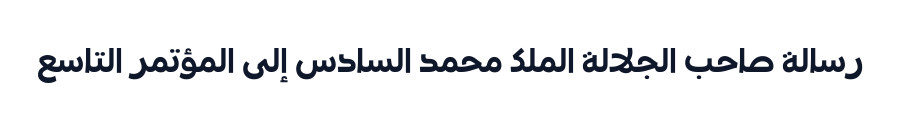 رسالة صاحب الجلالة الملك محمد السادس إلى المؤتمر التاسع